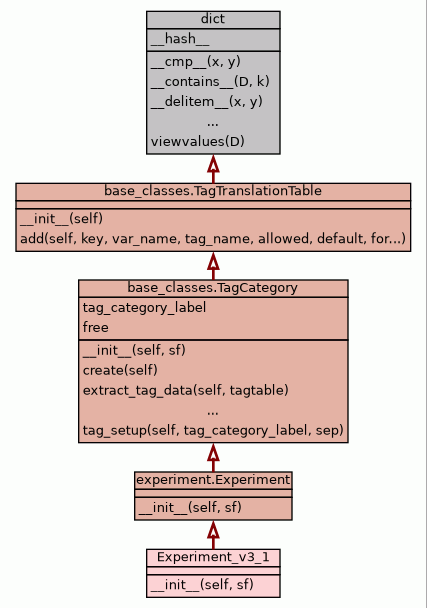 dict
__hash__
__cmp__(x, y)
__contains__(D, k)
__delitem__(x, y)
...
viewvalues(D)
base_classes.TagTranslationTable
__init__(self)
add(self, key, var_name, tag_name, allowed, default, for...)
base_classes.TagCategory
tag_category_label
free
__init__(self, sf)
create(self)
extract_tag_data(self, tagtable)
...
tag_setup(self, tag_category_label, sep)
experiment.Experiment
__init__(self, sf)
Experiment_v3_1
__init__(self, sf)